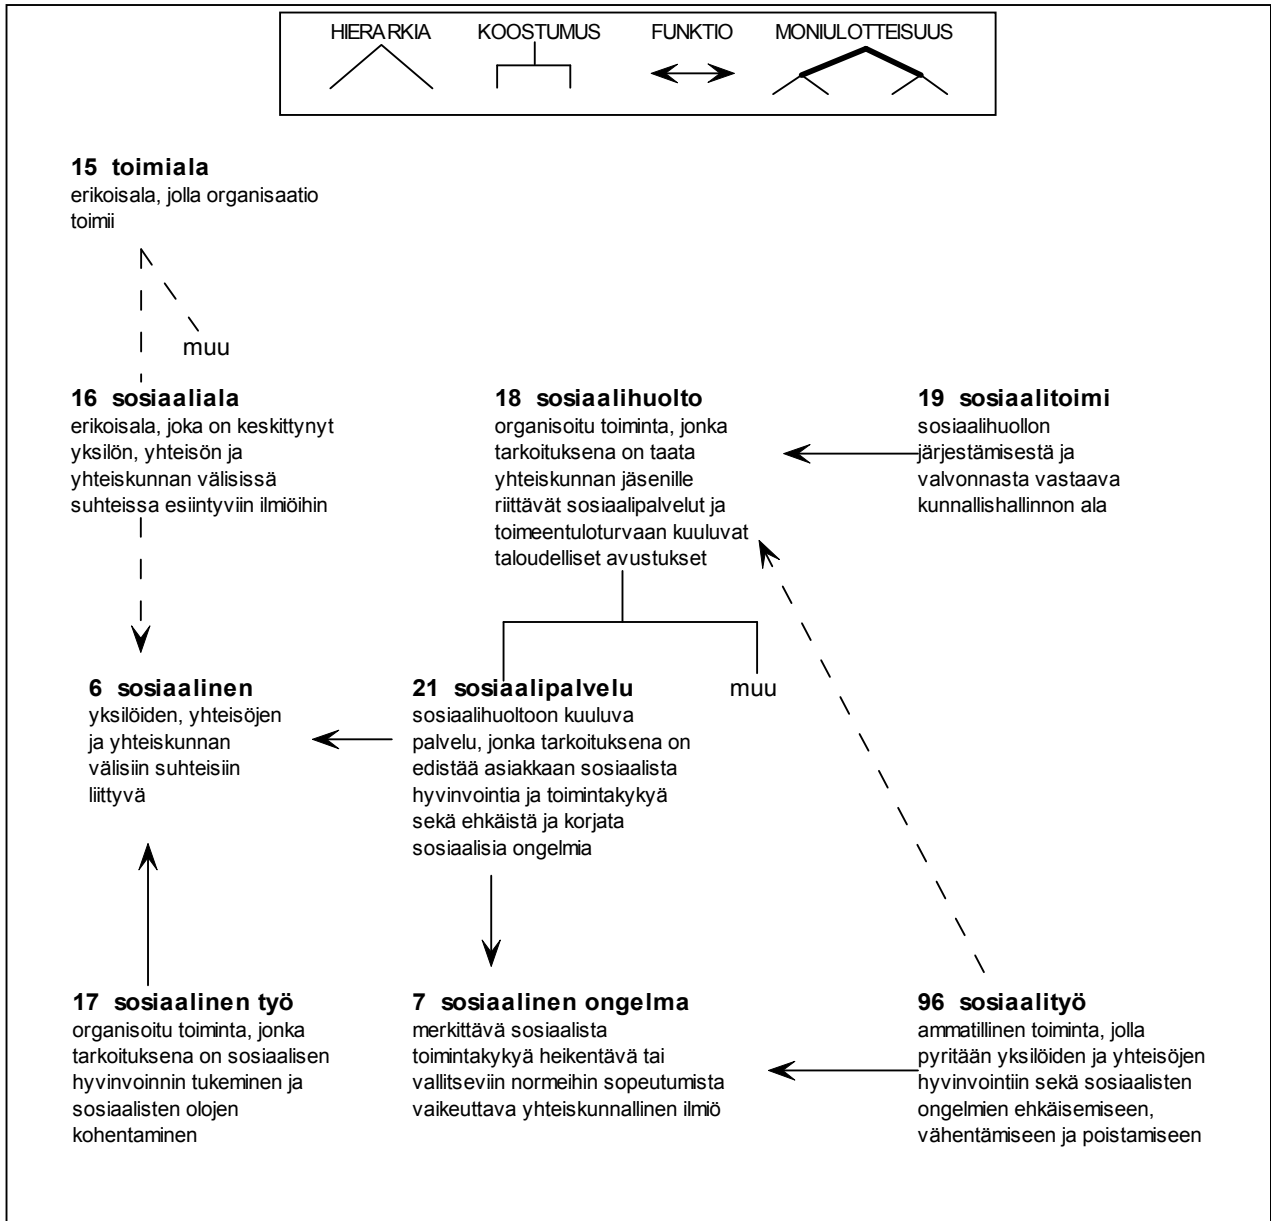 HIERARKIA KOOSTUMUS FUNKTIO MONIULOTTEISUUS
15 toimiala
erikoisala, jolla organisaatio
toimii
muu
16 sosiaaliala
erikoisala, joka on keskittynyt
yksilön, yhteisön ja
yhteiskunnan välisissä
suhteissa esiintyviin ilmiöihin
18 sosiaalihuolto
organisoitu toiminta, jonka
tarkoituksena on taata
yhteiskunnan jäsenille
riittävät sosiaalipalvelut ja
toimeentuloturvaan kuuluvat
taloudelliset avustukset
19 sosiaalitoimi
sosiaalihuollon
järjestämisestä ja
valvonnasta vastaava
kunnallishallinnon ala
6 sosiaalinen
yksilöiden, yhteisöjen
ja yhteiskunnan
välisiin suhteisiin
liittyvä
21 sosiaalipalvelu
sosiaalihuoltoon kuuluva
palvelu, jonka tarkoituksena on
edistää asiakkaan sosiaalista
hyvinvointia ja toimintakykyä
sekä ehkäistä ja korjata
sosiaalisia ongelmia
muu
17 sosiaalinen työ
organisoitu toiminta, jonka
tarkoituksena on sosiaalisen
hyvinvoinnin tukeminen ja
sosiaalisten olojen
kohentaminen
7 sosiaalinen ongelma
merkittävä sosiaalista
toimintakykyä heikentävä tai
vallitseviin normeihin sopeutumista
vaikeuttava yhteiskunnallinen ilmiö
96 sosiaalityö
ammatillinen toiminta, jolla
pyritään yksilöiden ja yhteisöjen
hyvinvointiin sekä sosiaalisten
ongelmien ehkäisemiseen,
vähentämiseen ja poistamiseen